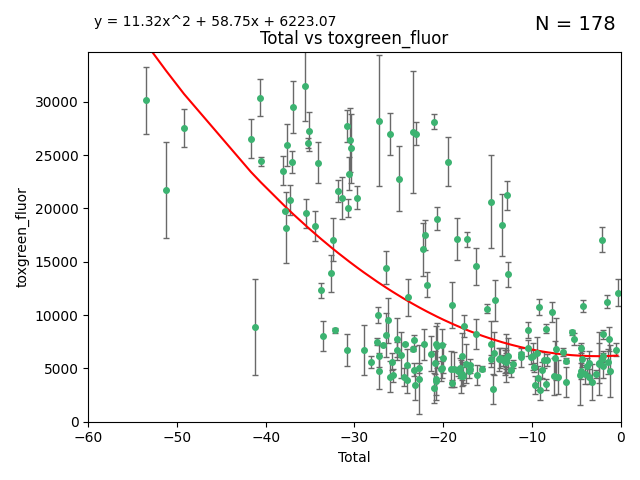 y = 11.32x^2 + 58.75x + 6223.07
N = 178
Total vs toxgreen_fluor
toxgreen_fluor
30000
25000
20000
15000
10000
5000
0
−60
−50
−40
−30
−20
−10
0
Total